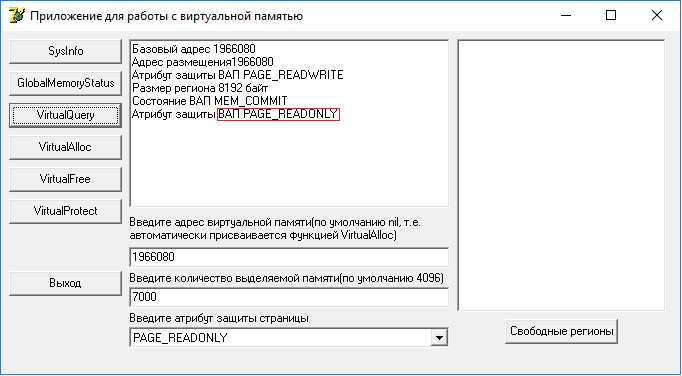 Приложение для работы с виртуальной памятью
SysInfo
GlobalMemoryStatus
VirtualQuery
VirtualAlloc
VirtualFree
VirtualProtect
Выход
Базовый адрес 1966080
Адрес размещения1966080
Атрибут защиты ВАП PAGE_READWRITE
Размер региона 8192 байт
Состояние ВАП MEM_COMMIT
Атрибут защиты ВАП PAGE_READONLY
Введите адрес виртуальной памяти(по умолчанию nil, т.е.
автоматически присваивается функцией VirtualAlloc)
1966080
Введите количество выделяемой памяти(по умолчанию 4096)
7000
Введите атрибут защиты страницы
PAGE_READONLY
Свободные регионы